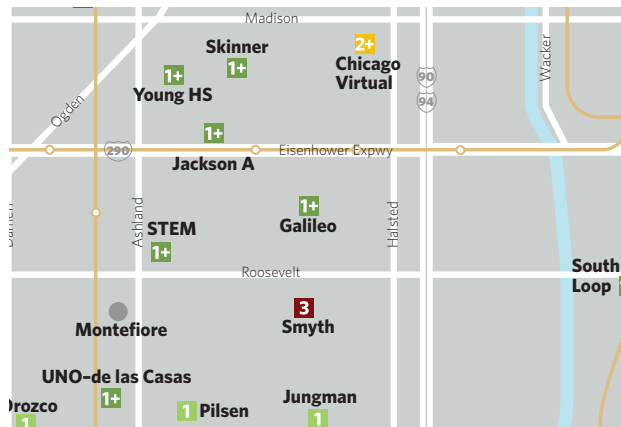 Madison
Skinner
1+
2+
Chicago
Virtual
1+
Young HS
90
94
Wacker
Ogden
1+
Jackson A
290
Eisenhower Expwy
Ashland
Halsted
1+
Galileo
STEM
1+
Roosevelt
South
Loop
3
Smyth
Montefiore
UNO–de las Casas
1+
Orozco
1
1
Pilsen
Jungman
1